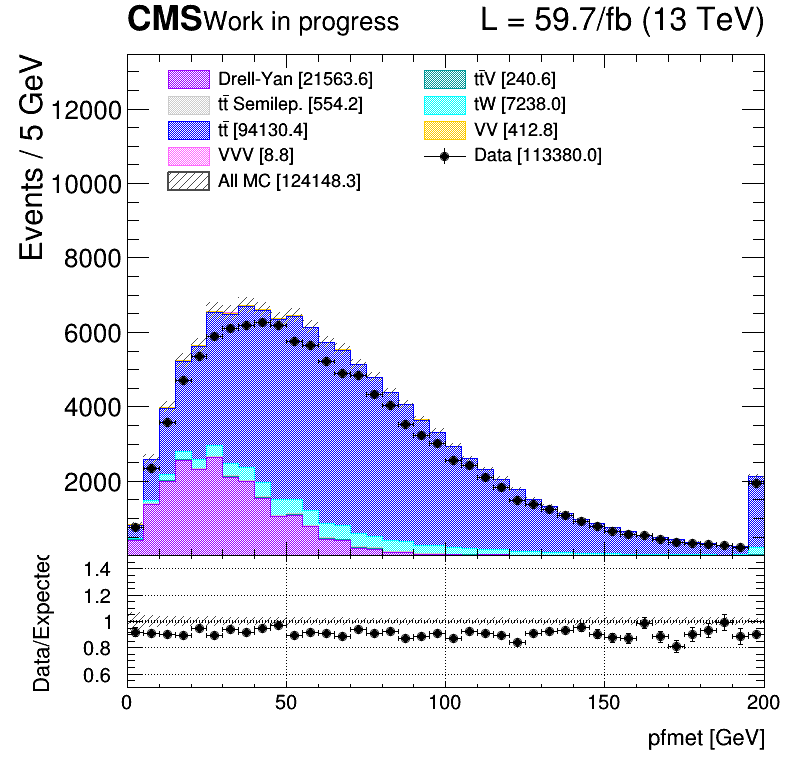 CMS Work in progress L = 59.7/fb (13 TeV)
Events / 5 GeV
Drell-Yan [21563.6]
tt̄ Semilep. [554.2]
tt̄ [94130.4]
VVV [8.8]
All MC [124148.3]
tt̄V [240.6]
tW [7238.0]
VV [412.8]
Data [113380.0]
12000
10000
8000
6000
4000
2000
Data/Expected
1.4
1.2
1
0.8
0.6
0 50 100 150 200
pfmet [GeV]